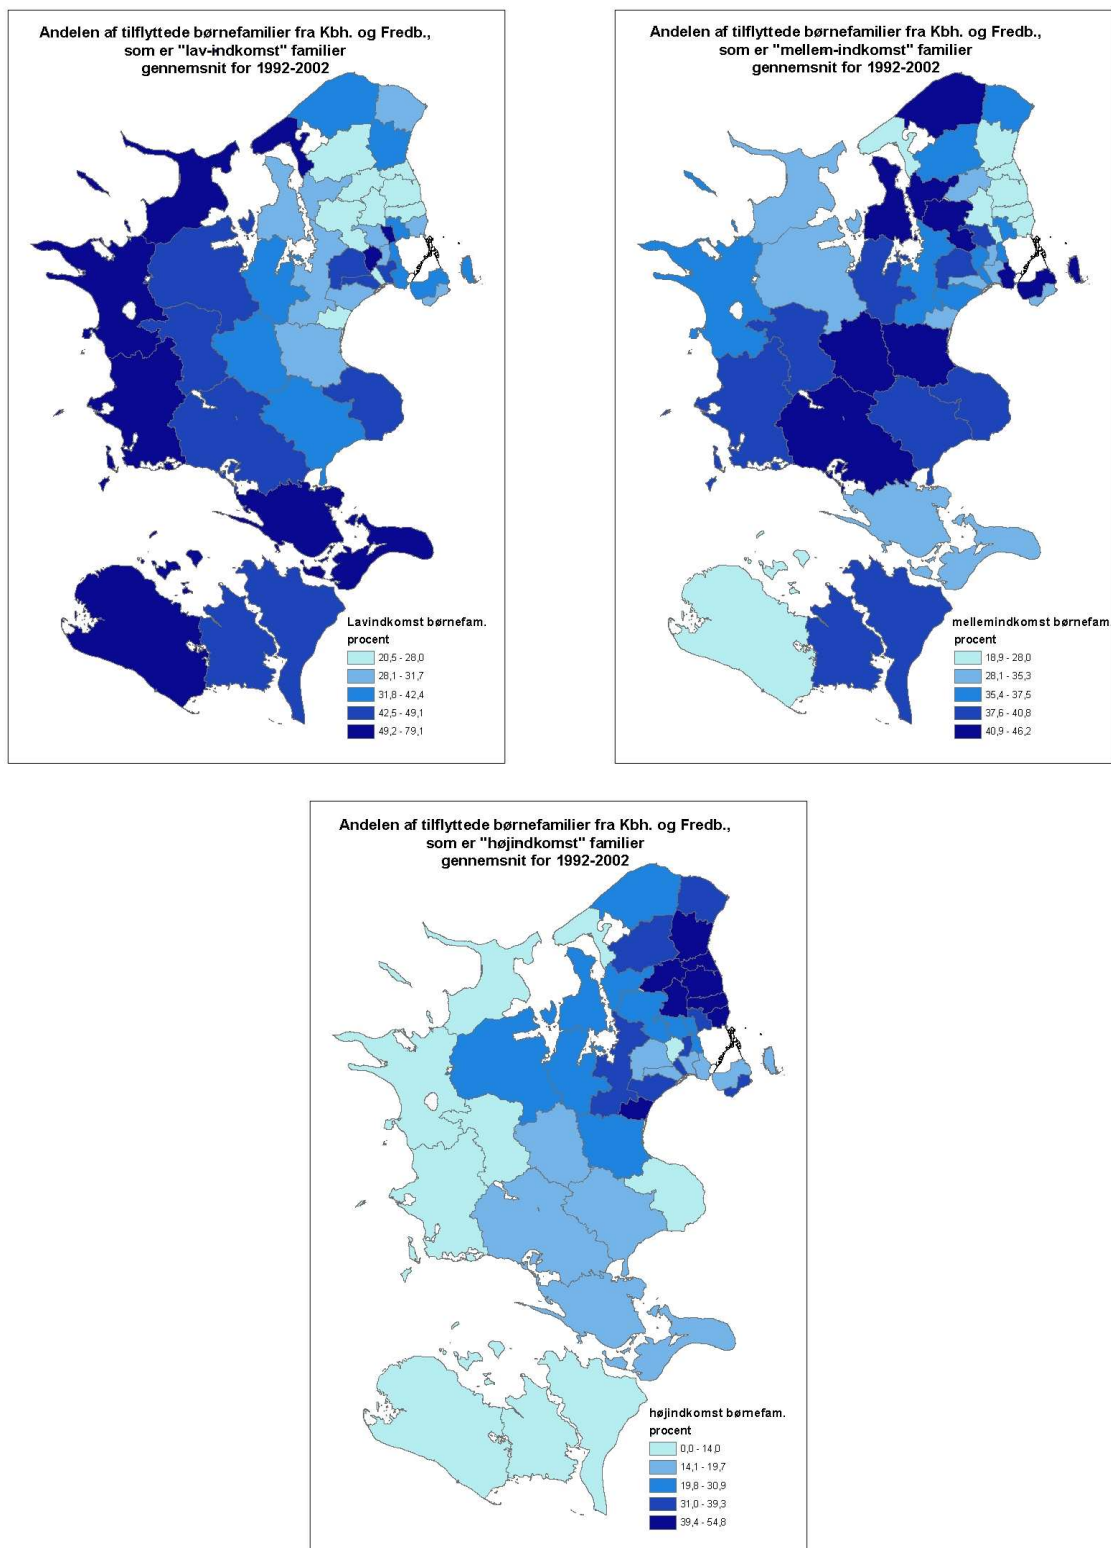 Andelen af tilflyttede børnefamilier fra Kbh. og Fredb.,
som er "lav-indkomst" familier
gennemsnit for 1992-2002
Lavindkomst børnefam.
procent
20,5 - 28,0
28,1 - 31,7
31,8 - 42,4
42,5 - 49,1
49,2 - 79,1
Andelen af tilflyttede børnefamilier fra Kbh. og Fredb.,
som er "mellem-indkomst" familier
gennemsnit for 1992-2002
mellemindkomst børnefam.
procent
18,9 - 28,0
28,1 - 35,3
35,4 - 37,5
37,6 - 40,8
40,9 - 46,2
Andelen af tilflyttede børnefamilier fra Kbh. og Fredb.,
som er "højindkomst" familier
gennemsnit for 1992-2002
højindkomst børnefam.
procent
0,0 - 14,0
14,1 - 19,7
19,8 - 30,9
31,0 - 39,3
39,4 - 54,8